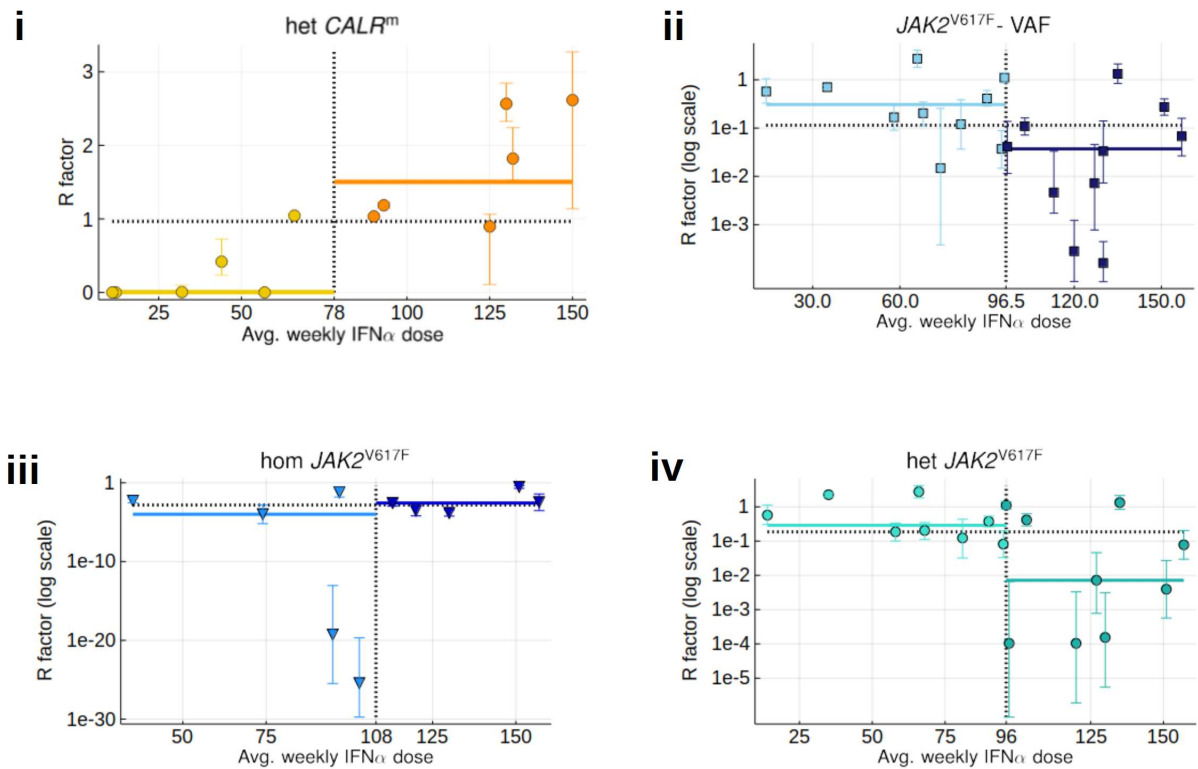 i
het CALRᵐ
R factor
3
2
1
0
25 50 78 100 125 150
Avg. weekly IFNα dose
ii
JAK2ⱽ⁶¹⁷ᶠ- VAF
R factor (log scale)
1
1e-1
1e-2
1e-3
30.0 60.0 96.5 120.0 150.0
Avg. weekly IFNα dose
iii
hom JAK2ⱽ⁶¹⁷ᶠ
R factor (log scale)
1
1e-10
1e-20
1e-30
50 75 108 125 150
Avg. weekly IFNα dose
iv
het JAK2ⱽ⁶¹⁷ᶠ
R factor (log scale)
1
1e-1
1e-2
1e-3
1e-4
1e-5
25 50 75 96 125 150
Avg. weekly IFNα dose